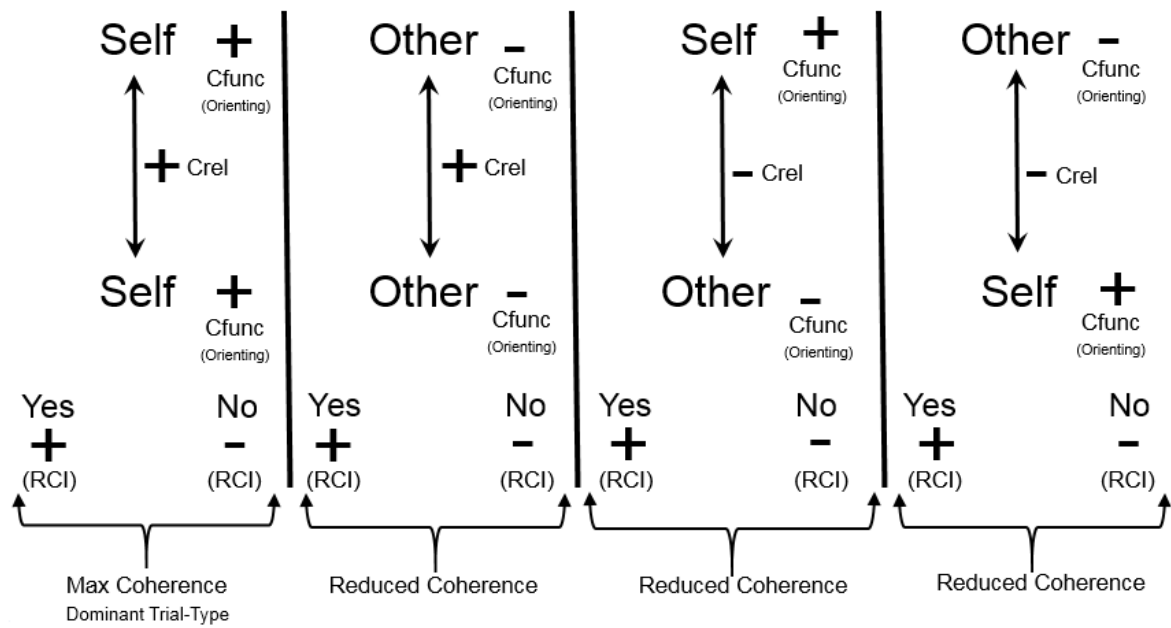 Self + Other - Self + Other -
Cfunc Cfunc Cfunc Cfunc
(Orienting) (Orienting) (Orienting) (Orienting)
+ Crel + Crel - Crel - Crel
Self + Other - Other - Self +
Cfunc Cfunc Cfunc Cfunc
(Orienting) (Orienting) (Orienting) (Orienting)
Yes No Yes No Yes No Yes No
+ - + - + - + -
(RCI) (RCI) (RCI) (RCI) (RCI) (RCI) (RCI) (RCI)
Max Coherence Reduced Coherence Reduced Coherence Reduced Coherence
Dominant Trial-Type